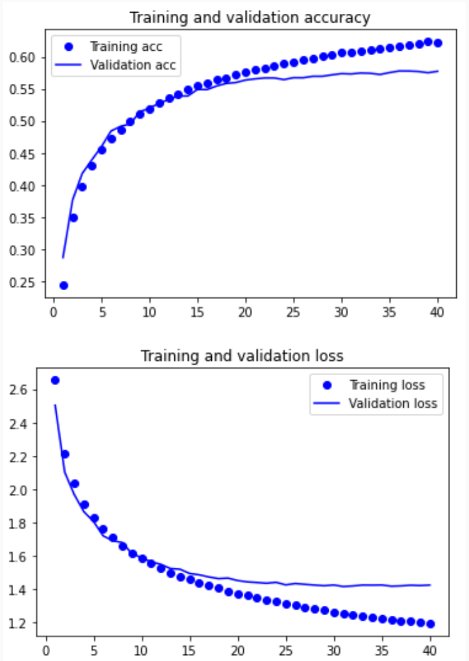 Training and validation accuracy
Training acc
Validation acc
0.60
0.55
0.50
0.45
0.40
0.35
0.30
0.25
0 5 10 15 20 25 30 35 40
Training and validation loss
Training loss
Validation loss
2.6
2.4
2.2
2.0
1.8
1.6
1.4
1.2
0 5 10 15 20 25 30 35 40